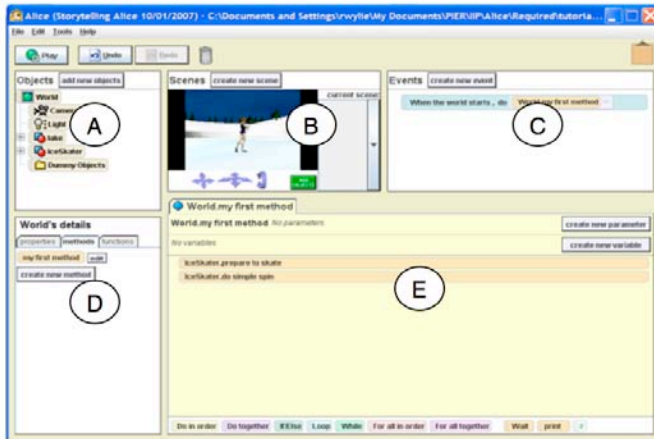 Alice (Storytelling Alice 10/01/2007) - C:\Documents and Settings\rwylie\My Documents\PIER\IIP\Alice\Required\tutoria...
File Edit Tools Help
Play Undo Redo
Objects add new objects
World
Camera
Light
lake
IceSkater
Dummy Objects
A
Scenes create new scene
current scene:
B
Events create new event
When the world starts, do World.my first method
C
World's details
properties methods functions
my first method edit
create new method
D
World.my first method
World.my first method No parameters create new parameter
No variables create new variable
IceSkater.prepare to skate
IceSkater.do simple spin
E
Do in order Do together If/Else Loop While For all in order For all together Wait print //